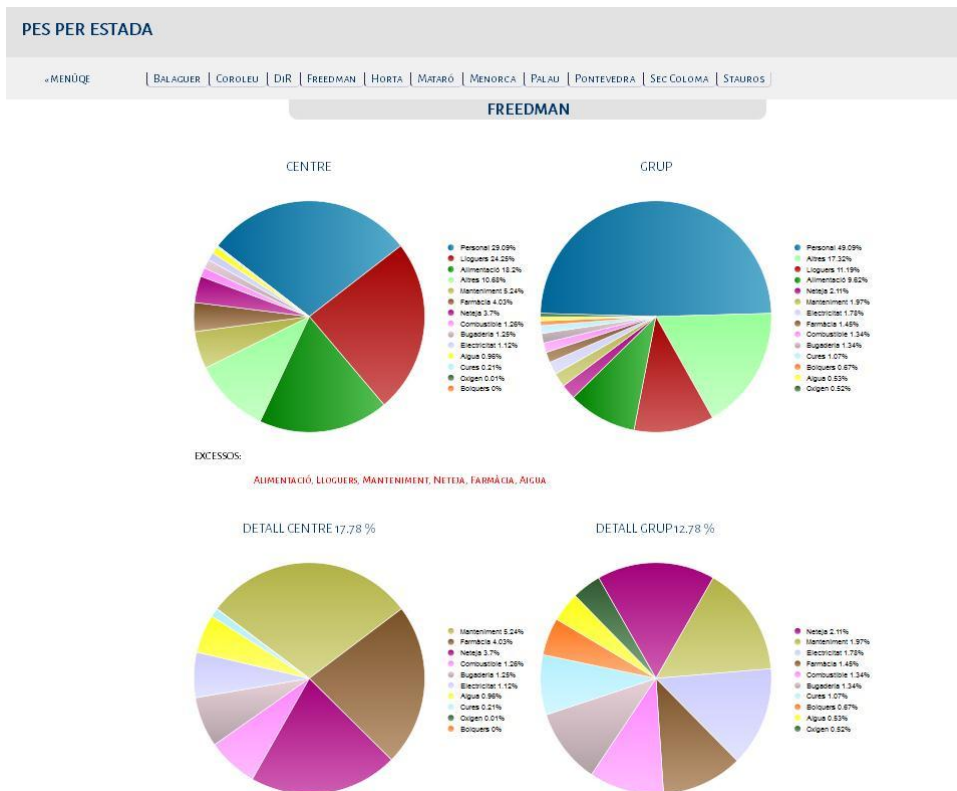 PES PER ESTADA
«MENÚQE | BALAGUER | COROLEU | DIR | FREEDMAN | HORTA | MATARÓ | MENORCA | PALAU | PONTEVEDRA | SEC COLOMA | STAUROS
FREEDMAN
CENTRE
Personal 29.09%
Lloguers 24.25%
Alimentació 18.2%
Altres 10.68%
Manteniment 5.24%
Farmàcia 4.03%
Neteja 3.7%
Combustible 1.26%
Bugaderia 1.25%
Electricitat 1.12%
Aigua 0.96%
Cures 0.21%
Oxigen 0.01%
Bolquers 0%
GRUP
Personal 49.09%
Altres 17.32%
Lloguers 11.19%
Alimentació 9.62%
Neteja 2.11%
Manteniment 1.97%
Electricitat 1.78%
Farmàcia 1.45%
Combustible 1.34%
Bugaderia 1.34%
Cures 1.07%
Bolquers 0.67%
Aigua 0.53%
Oxigen 0.52%
EXCESSOS:
ALIMENTACIÓ, LLOGUERS, MANTENIMENT, NETEJA, FARMÀCIA, AIGUA
DETALL CENTRE 17.78 %
Manteniment 5.24%
Farmàcia 4.03%
Neteja 3.7%
Combustible 1.26%
Bugaderia 1.25%
Electricitat 1.12%
Aigua 0.96%
Cures 0.21%
Oxigen 0.01%
Bolquers 0%
DETALL GRUP 12.78 %
Neteja 2.11%
Manteniment 1.97%
Electricitat 1.78%
Farmàcia 1.45%
Combustible 1.34%
Bugaderia 1.34%
Cures 1.07%
Bolquers 0.67%
Aigua 0.53%
Oxigen 0.52%